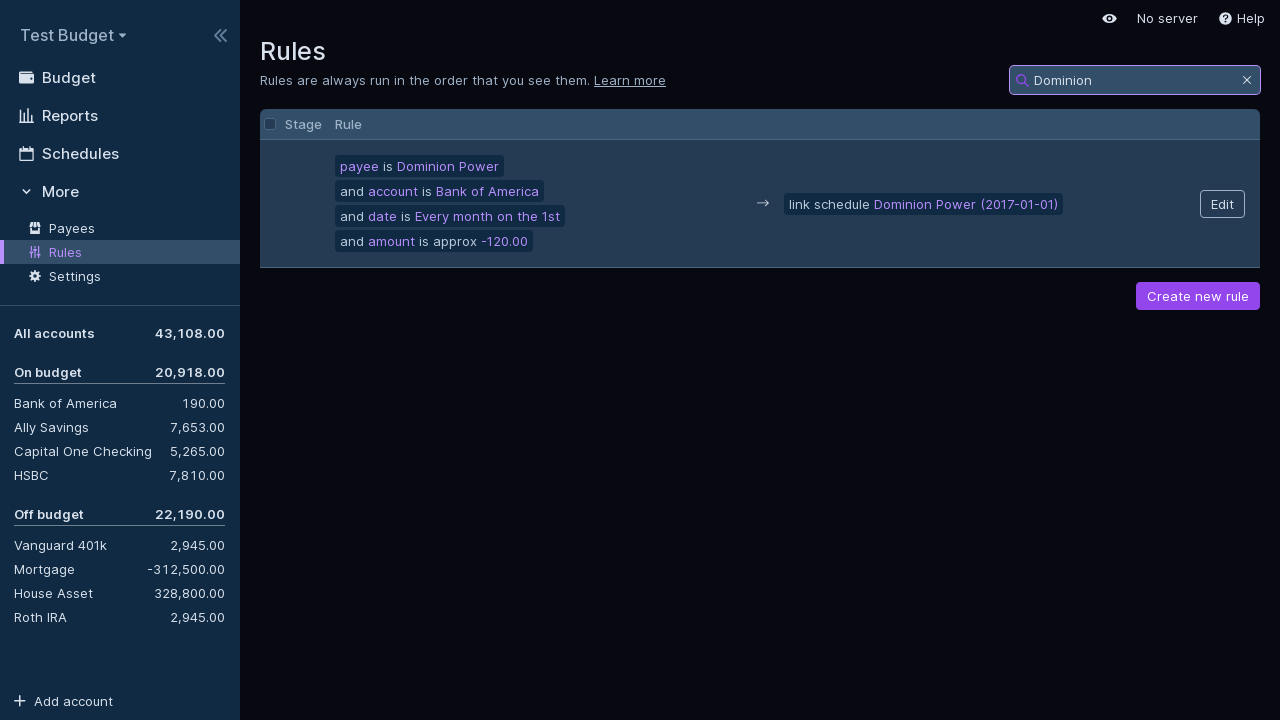 Test Budget
Budget
Reports
Schedules
More
Payees
Rules
Settings
All accounts 43,108.00
On budget 20,918.00
Bank of America 190.00
Ally Savings 7,653.00
Capital One Checking 5,265.00
HSBC 7,810.00
Off budget 22,190.00
Vanguard 401k 2,945.00
Mortgage -312,500.00
House Asset 328,800.00
Roth IRA 2,945.00
Add account
No server Help
Rules
Rules are always run in the order that you see them. Learn more
Dominion
Stage Rule
payee is Dominion Power
and account is Bank of America
and date is Every month on the 1st
and amount is approx -120.00
→ link schedule Dominion Power (2017-01-01)
Edit
Create new rule